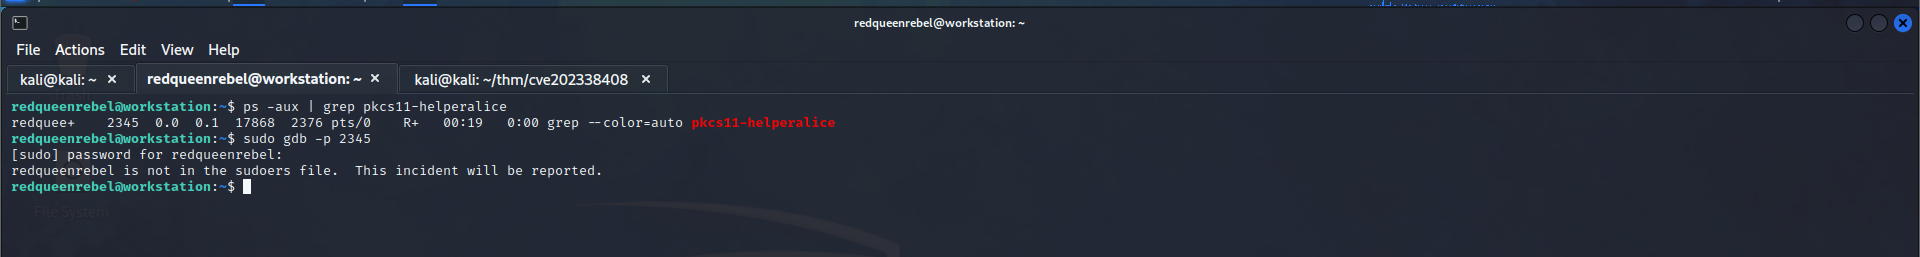 redqueenrebel@workstation: ~
File Actions Edit View Help
kali@kali: ~ × redqueenrebel@workstation: ~ × kali@kali: ~/thm/cve202338408 ×
redqueenrebel@workstation:~$ ps -aux | grep pkcs11-helperalice
redquee+    2345  0.0  0.1  17868  2376 pts/0    R+   00:19   0:00 grep --color=auto pkcs11-helperalice
redqueenrebel@workstation:~$ sudo gdb -p 2345
[sudo] password for redqueenrebel:
redqueenrebel is not in the sudoers file.  This incident will be reported.
redqueenrebel@workstation:~$
File System